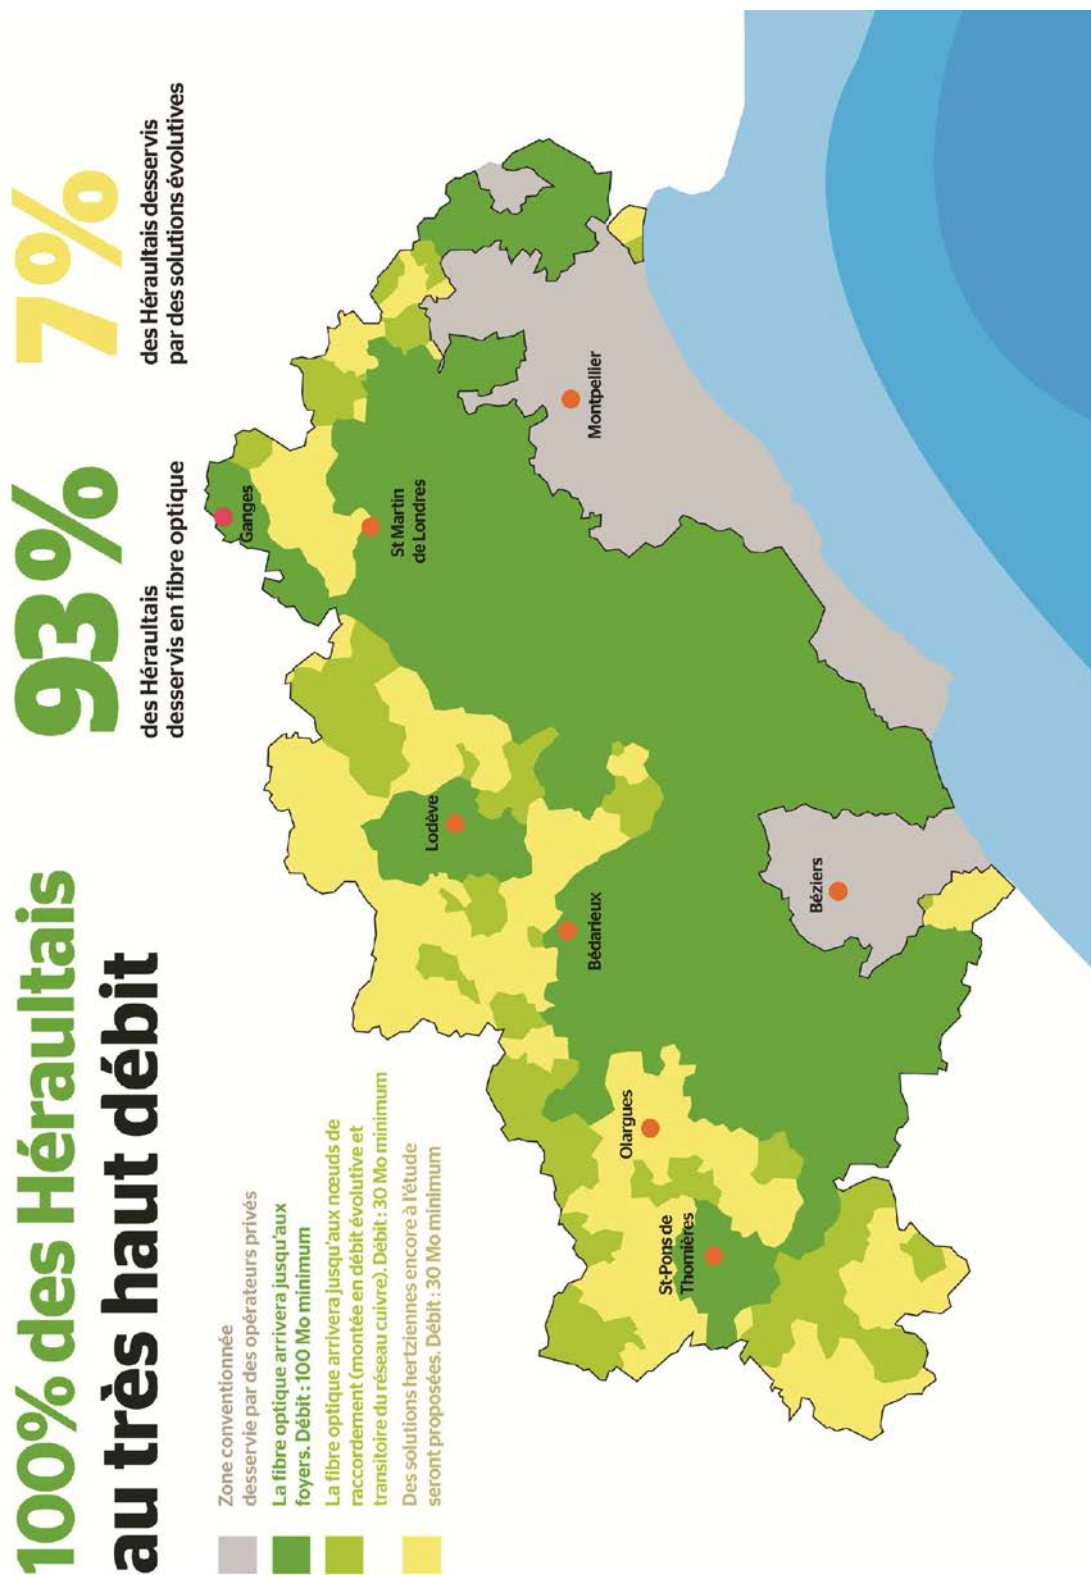 100% des Héraultais
au très haut débit
93%
des Héraultais
desservis en fibre optique
7%
des Héraultais desservis
par des solutions évolutives
Zone conventionnée
desservie par des opérateurs privés
La fibre optique arrivera jusqu'aux
foyers. Débit : 100 Mo minimum
La fibre optique arrivera jusqu'aux nœuds de
raccordement (montée en débit évolutive et
transitoire du réseau cuivre). Débit : 30 Mo minimum
Des solutions hertziennes encore à l'étude
seront proposées. Débit : 30 Mo minimum
Ganges
St Martin
de Londres
Montpellier
Lodève
Bédarieux
Béziers
Olargues
St-Pons de
Thomières